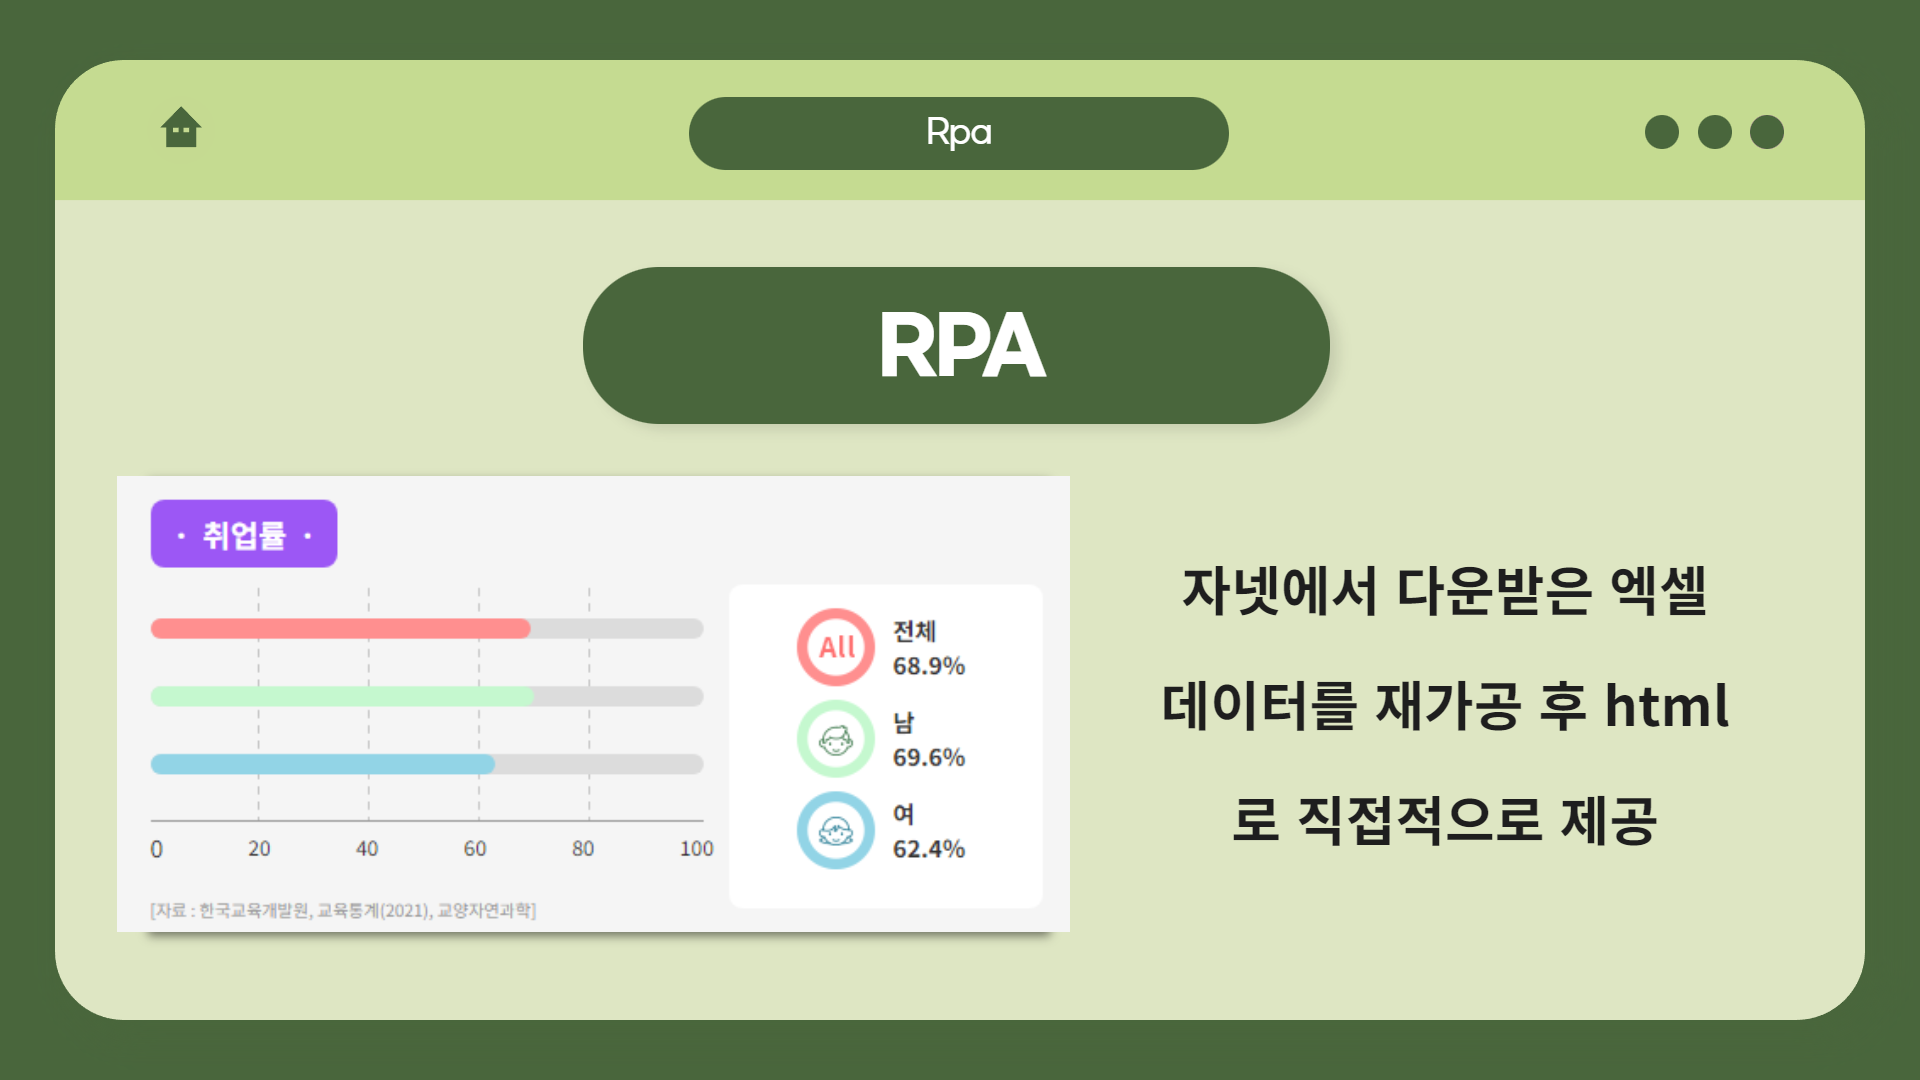 Rpa
RPA
· 취업률 ·
0 20 40 60 80 100
[자료 : 한국교육개발원, 교육통계(2021), 교양자연과학]
All
전체
68.9%
남
69.6%
여
62.4%
자넷에서 다운받은 엑셀
데이터를 재가공 후 html
로 직접적으로 제공